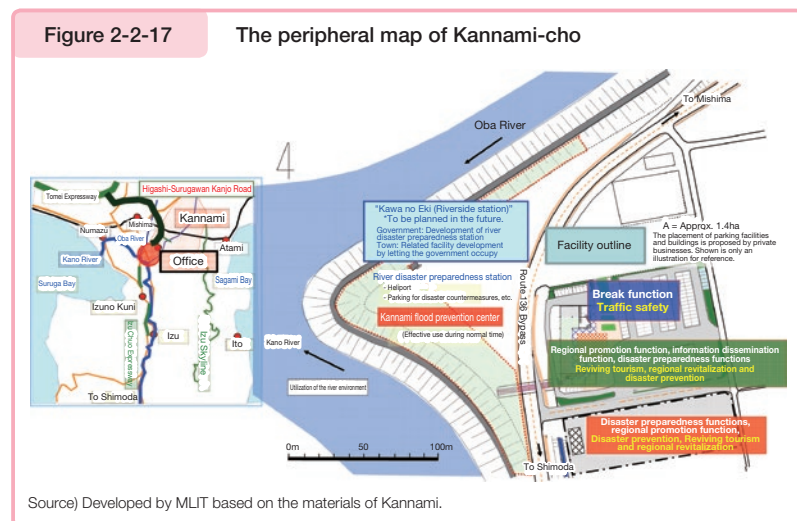 Figure 2-2-17
The peripheral map of Kannami-cho
Tomei Expressway
Higashi-Surugawan Kanjo Road
Kannami
Mishima
Numazu
Oba River
Atami
Kano River
Office
Suruga Bay
Sagami Bay
Izuno Kuni
Izu Chuo Expressway
Izu
Izu Skyline
Ito
To Shimoda
4
Oba River
To Mishima
"Kawa no Eki (Riverside station)"
*To be planned in the future.
Government: Development of river
disaster preparedness station
Town: Related facility development
by letting the government occupy
River disaster preparedness station
- Heliport
- Parking for disaster countermeasures, etc.
Kannami flood prevention center
(Effective use during normal time)
Kano River
Utilization of the river environment
Route 136 Bypass
0m 50 100m
To Shimoda
Facility outline
A = Apprqx. 1.4ha
The placement of parking facilities
and buildings is proposed by private
businesses. Shown is only an
illustration for reference.
Break function
Traffic safety
Regional promotion function, information dissemination
function, disaster preparedness functions
Reviving tourism, regional revitalization and
disaster prevention
Disaster preparedness functions,
regional promotion function,
Disaster prevention, Reviving tourism
and regional revitalization
Source) Developed by MLIT based on the materials of Kannami.